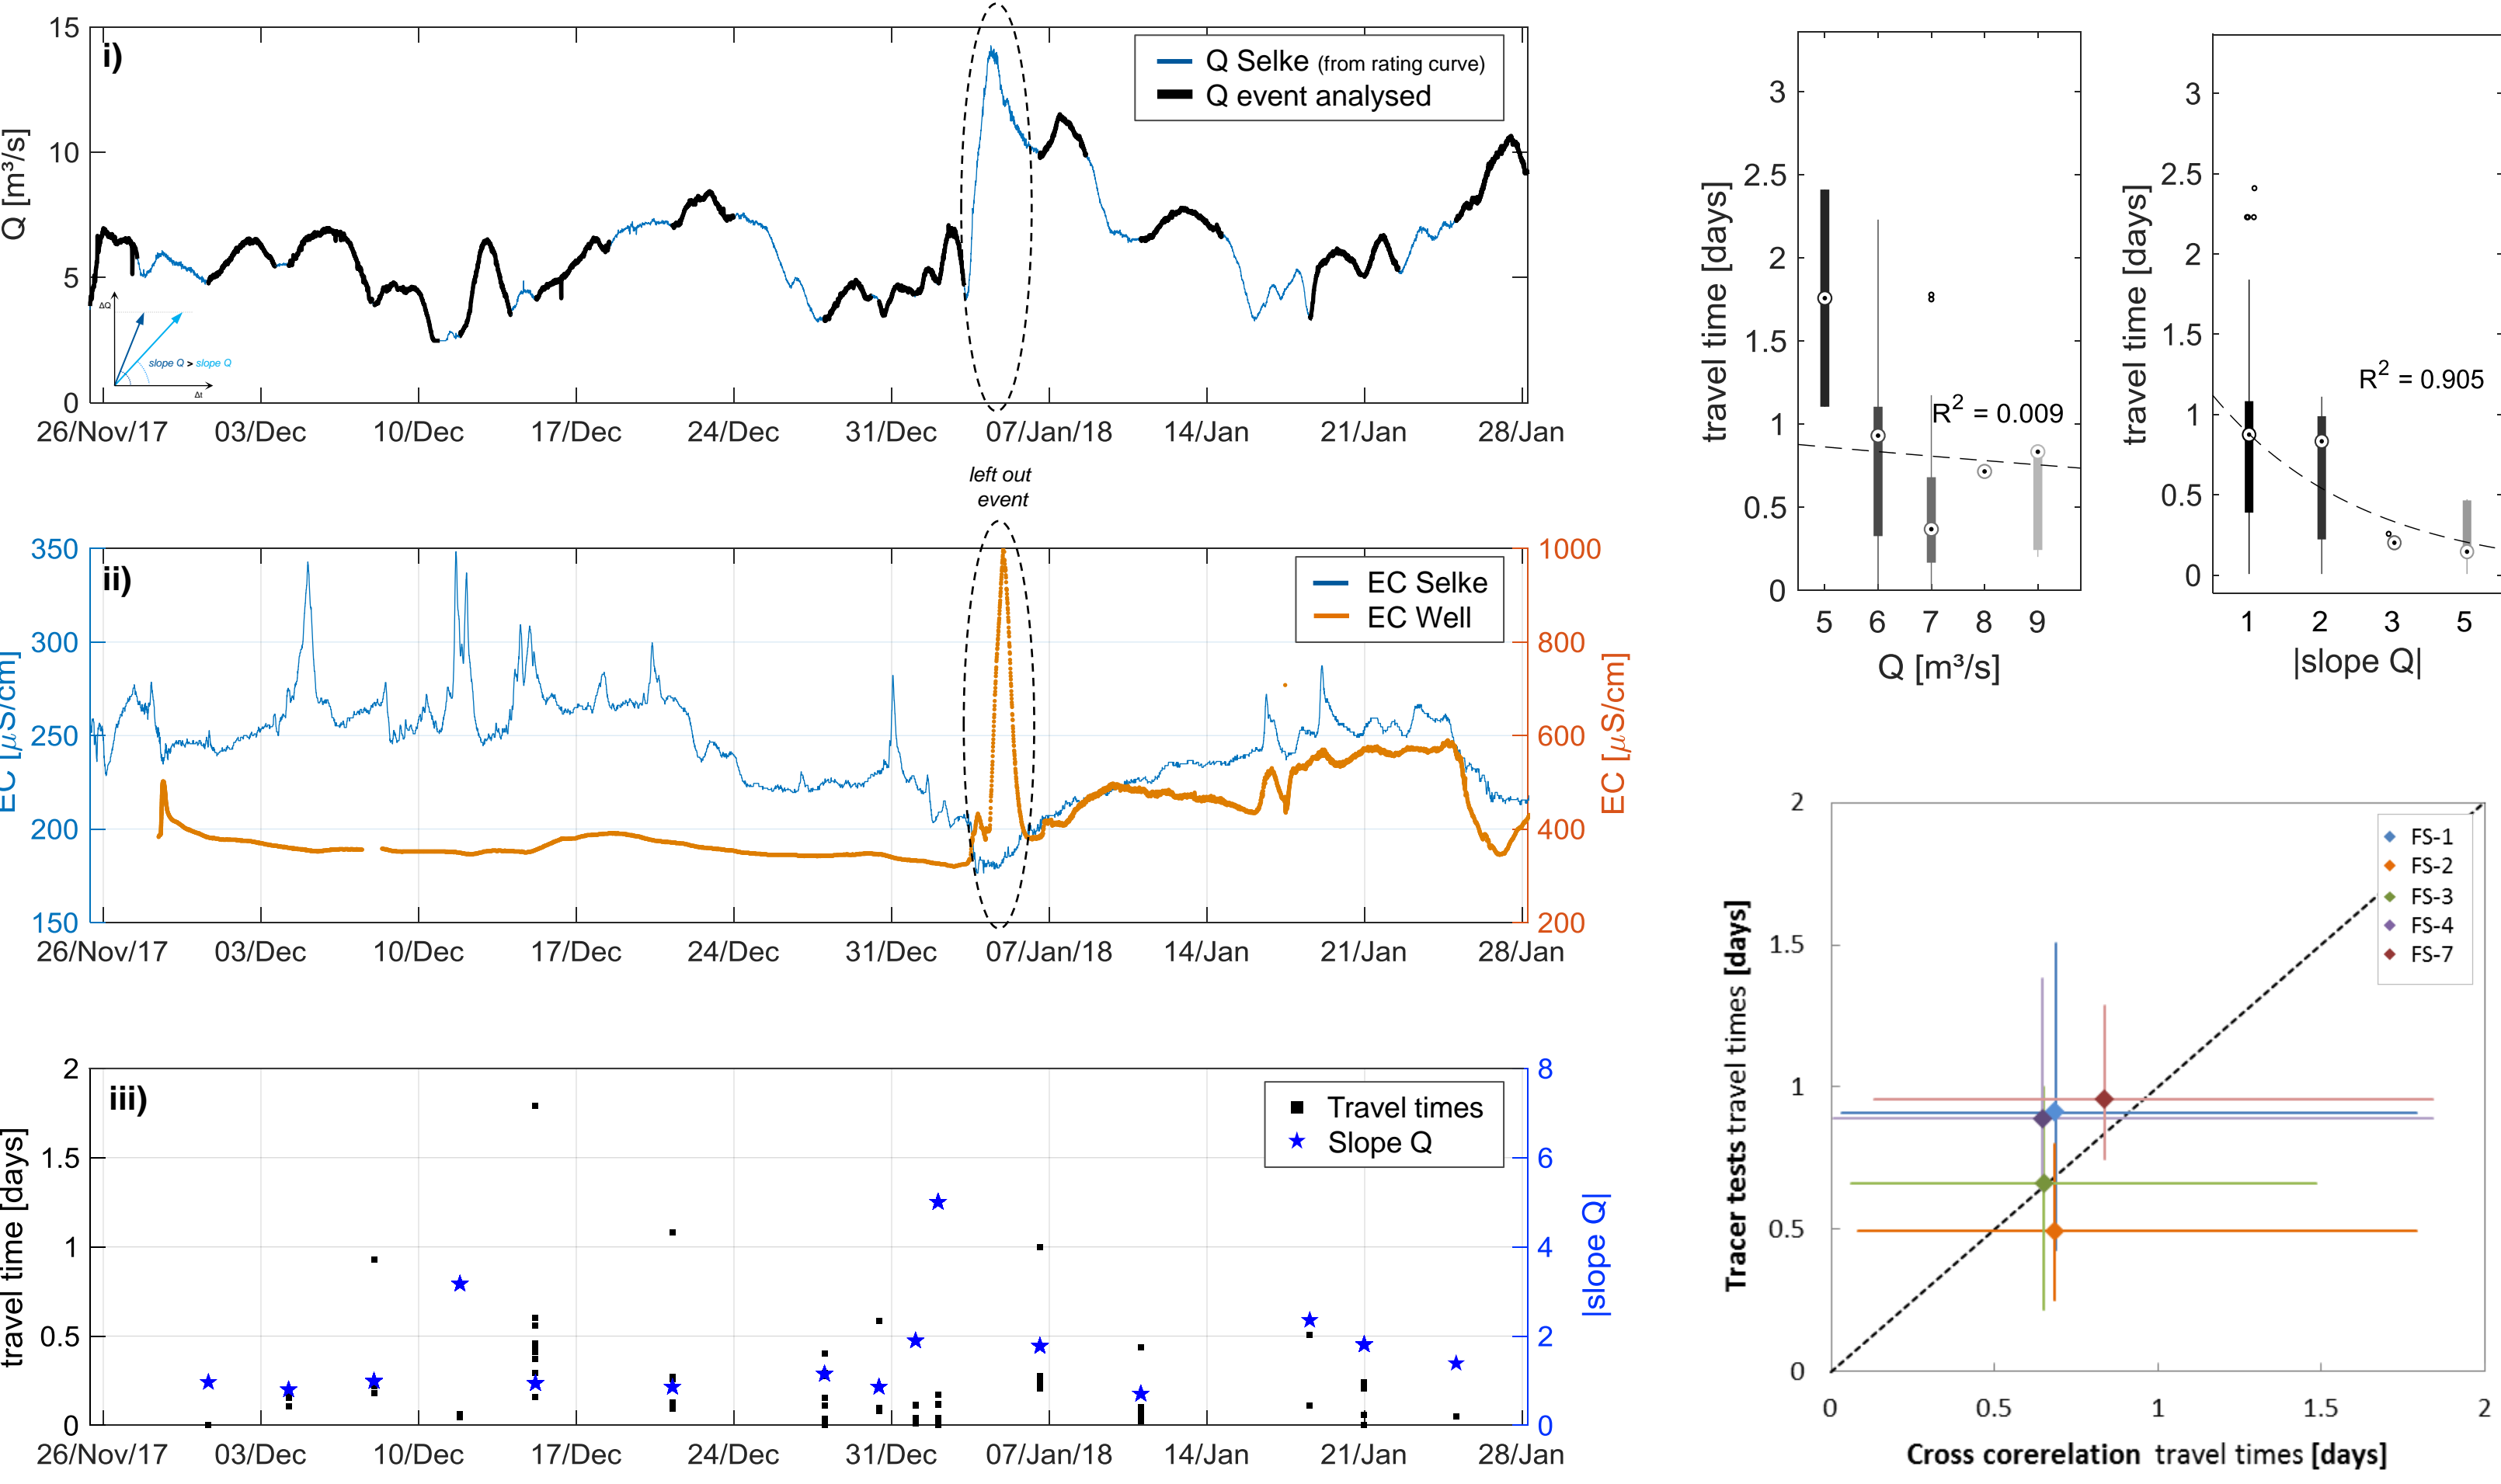 15
10
5
0
Q [m³/s]
i)
Q Selke (from rating curve)
Q event analysed
ΔQ
slope Q > slope Q
Δt
26/Nov/17 03/Dec 10/Dec 17/Dec 24/Dec 31/Dec 07/Jan/18 14/Jan 21/Jan 28/Jan
left out
event
350
300
250
200
150
EC [μS/cm]
ii)
EC Selke
EC Well
1000
800
600
400
200
EC [μS/cm]
26/Nov/17 03/Dec 10/Dec 17/Dec 24/Dec 31/Dec 07/Jan/18 14/Jan 21/Jan 28/Jan
2
1.5
1
0.5
0
travel time [days]
iii)
Travel times
Slope Q
8
6
4
2
0
|slope Q|
26/Nov/17 03/Dec 10/Dec 17/Dec 24/Dec 31/Dec 07/Jan/18 14/Jan 21/Jan 28/Jan
3
2.5
2
1.5
1
0.5
0
travel time [days]
R2 = 0.009
5 6 7 8 9
Q [m³/s]
3
2.5
2
1.5
1
0.5
0
travel time [days]
R2 = 0.905
1 2 3 5
|slope Q|
2
1.5
1
0.5
0
Tracer tests travel times [days]
FS-1
FS-2
FS-3
FS-4
FS-7
0 0.5 1 1.5 2
Cross corerelation travel times [days]